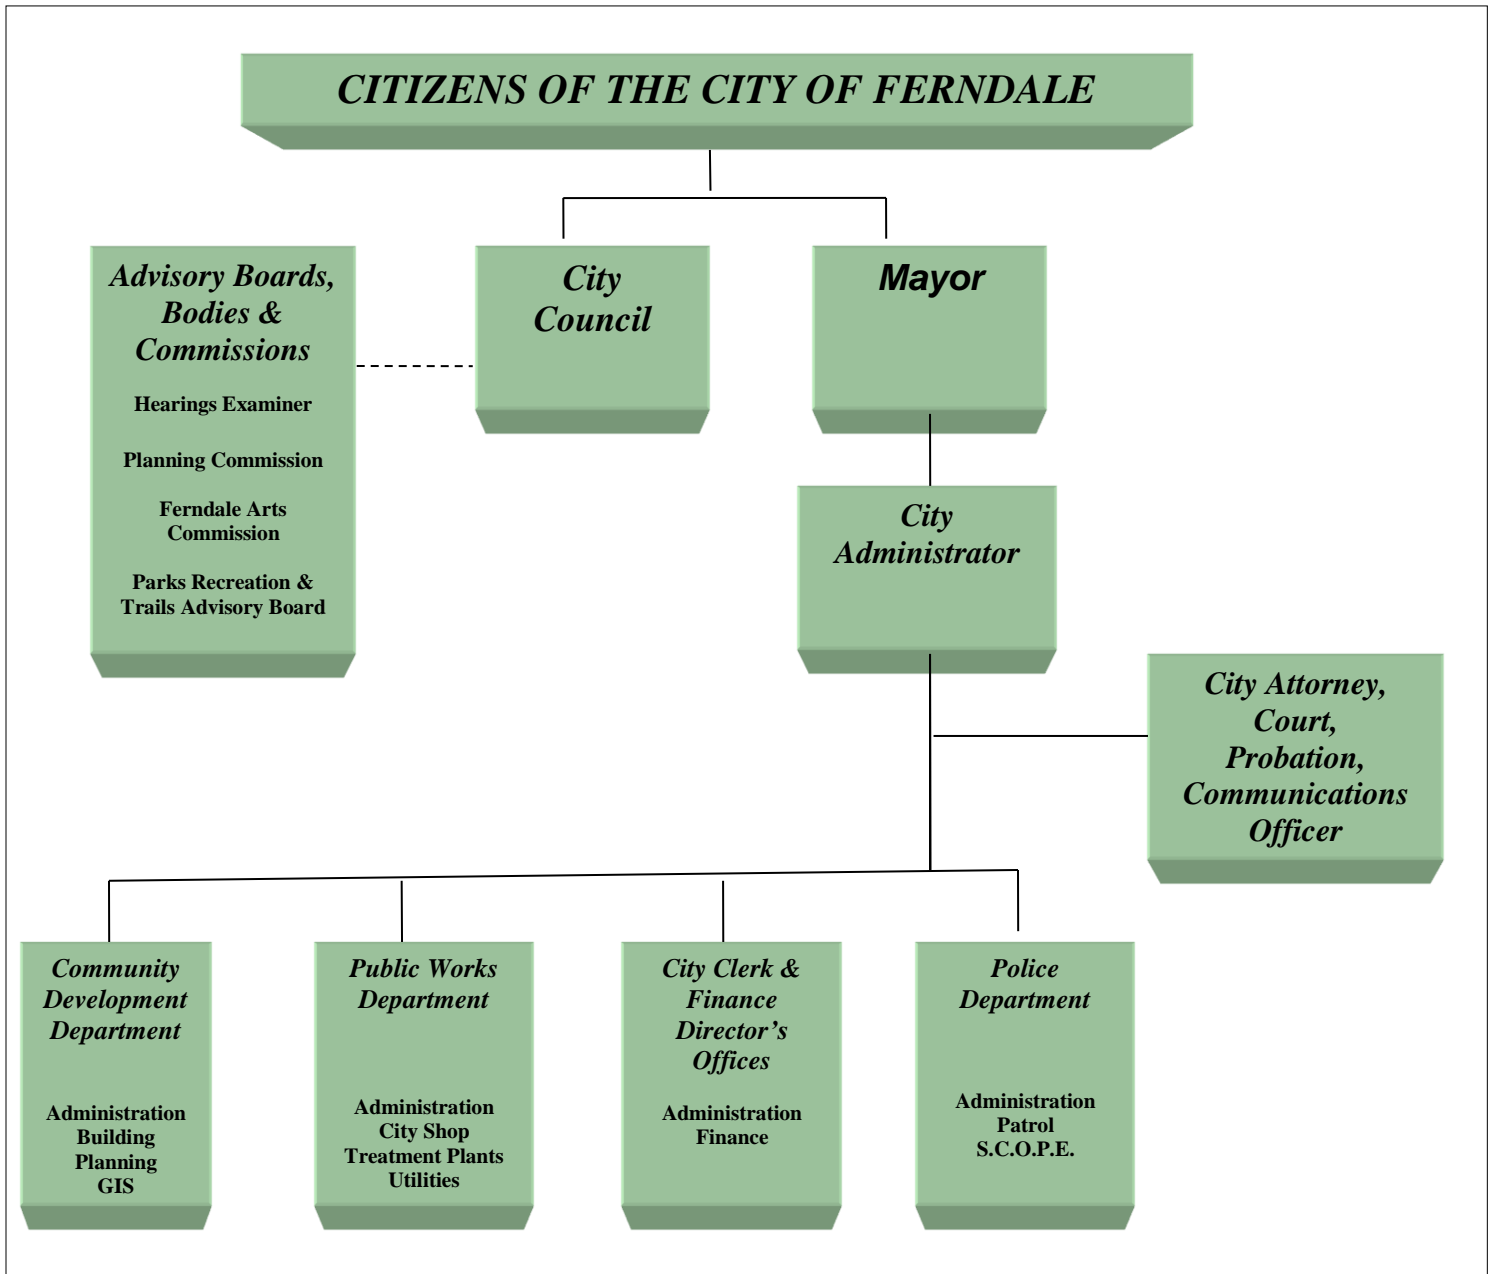 CITIZENS OF THE CITY OF FERNDALE
Advisory Boards,
Bodies &
Commissions
Hearings Examiner
Planning Commission
Ferndale Arts
Commission
Parks Recreation &
Trails Advisory Board
City
Council
Mayor
City
Administrator
City Attorney,
Court,
Probation,
Communications
Officer
Community
Development
Department
Administration
Building
Planning
GIS
Public Works
Department
Administration
City Shop
Treatment Plants
Utilities
City Clerk &
Finance
Director’s
Offices
Administration
Finance
Police
Department
Administration
Patrol
S.C.O.P.E.